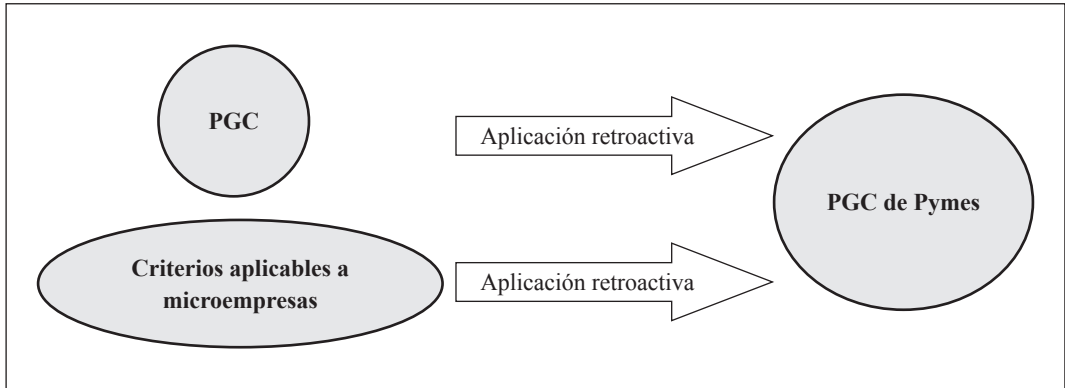 PGC
Aplicación retroactiva
PGC de Pymes
Criterios aplicables a
microempresas
Aplicación retroactiva